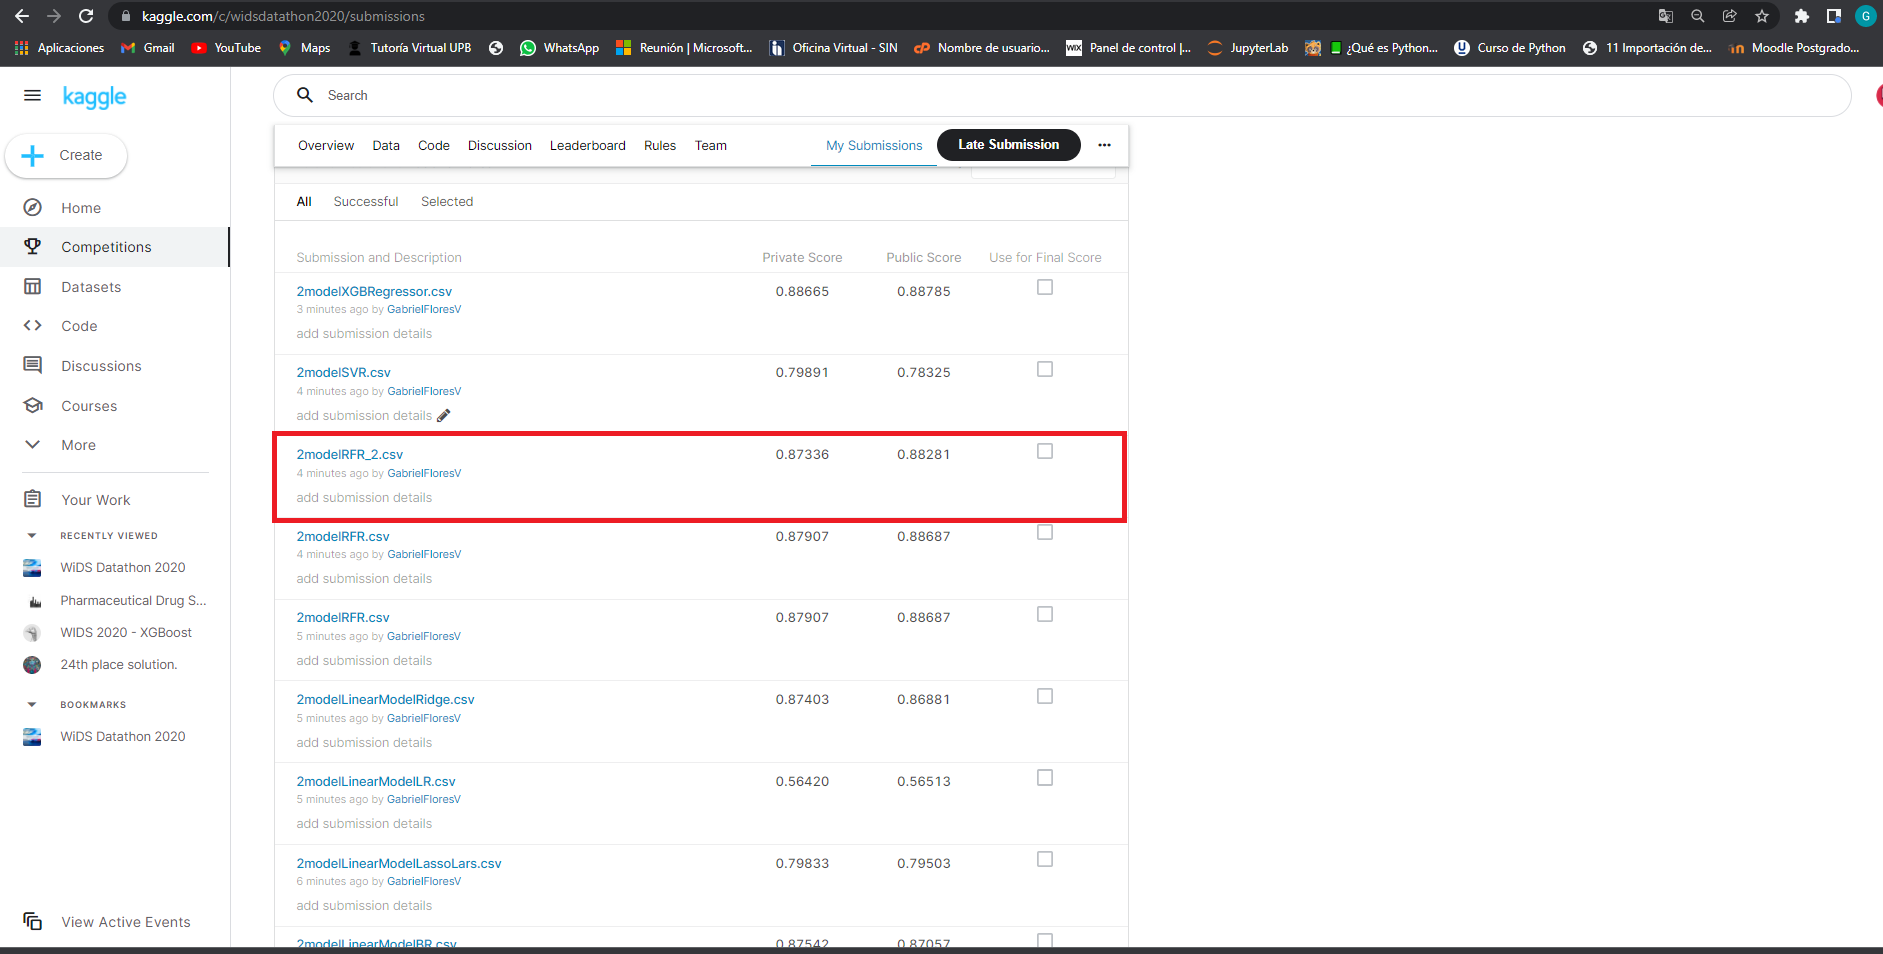 kaggle.com/c/widsdatathon2020/submissions
G
Aplicaciones
Gmail
YouTube
Maps
Tutoría Virtual UPB
WhatsApp
Reunión | Microsoft...
Oficina Virtual - SIN
Nombre de usuario...
WIX Panel de control |...
JupyterLab
¿Qué es Python...
Curso de Python
11 Importación de...
Moodle Postgrado...
kaggle
Search
Create
Home
Competitions
Datasets
Code
Discussions
Courses
More
Your Work
RECENTLY VIEWED
WiDS Datathon 2020
Pharmaceutical Drug S...
WIDS 2020 - XGBoost
24th place solution.
BOOKMARKS
WiDS Datathon 2020
View Active Events
Overview Data Code Discussion Leaderboard Rules Team My Submissions Late Submission
All Successful Selected
Submission and Description Private Score Public Score Use for Final Score
2modelXGBRegressor.csv 0.88665 0.88785
3 minutes ago by GabrielFloresV
add submission details
2modelSVR.csv 0.79891 0.78325
4 minutes ago by GabrielFloresV
add submission details
2modelRFR_2.csv 0.87336 0.88281
4 minutes ago by GabrielFloresV
add submission details
2modelRFR.csv 0.87907 0.88687
4 minutes ago by GabrielFloresV
add submission details
2modelRFR.csv 0.87907 0.88687
5 minutes ago by GabrielFloresV
add submission details
2modelLinearModelRidge.csv 0.87403 0.86881
5 minutes ago by GabrielFloresV
add submission details
2modelLinearModelLR.csv 0.56420 0.56513
5 minutes ago by GabrielFloresV
add submission details
2modelLinearModelLassoLars.csv 0.79833 0.79503
6 minutes ago by GabrielFloresV
add submission details
2modelLinearModelBR.csv 0.87542 0.87057